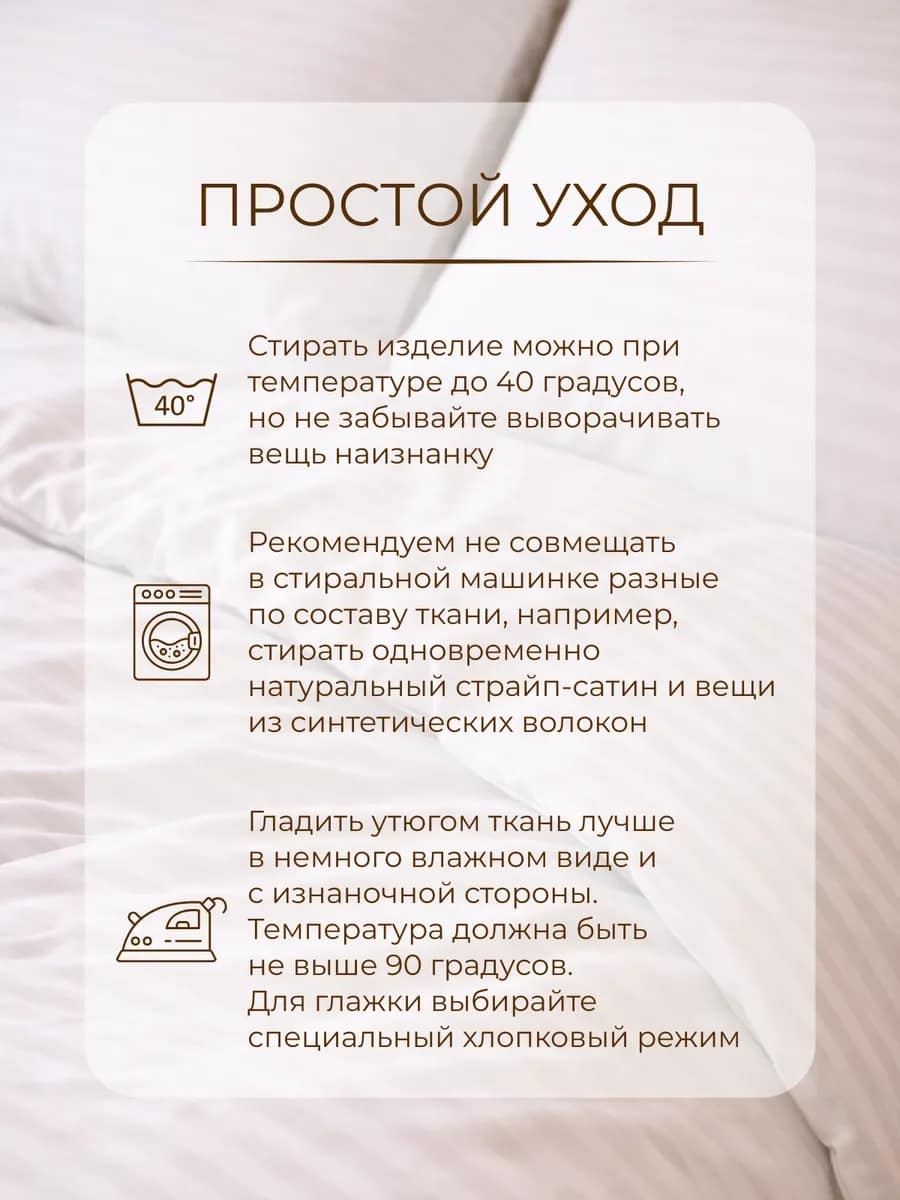 ПРОСТОЙ УХОД
Стирать изделие можно при
температуре до 40 градусов,
но не забывайте выворачивать
вещь наизнанку
40°
Рекомендуем не совмещать
в стиральной машинке разные
по составу ткани, например,
стирать одновременно
натуральный страйп-сатин и вещи
из синтетических волокон
Гладить утюгом ткань лучше
в немного влажном виде и
с изнаночной стороны.
Температура должна быть
не выше 90 градусов.
Для глажки выбирайте
специальный хлопковый режим